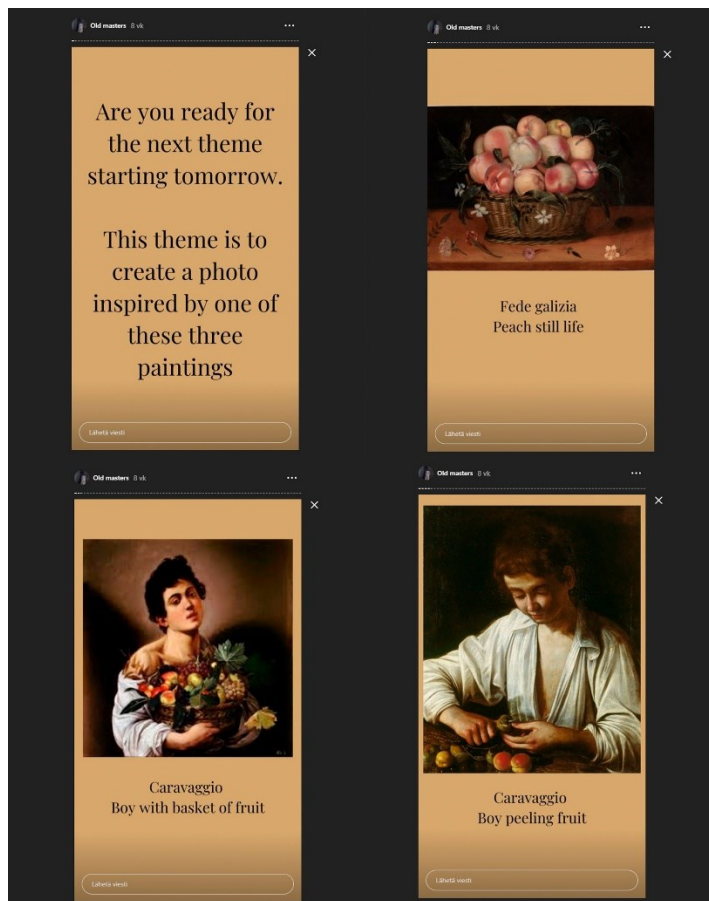 Old masters 8 vk
Are you ready for
the next theme
starting tomorrow.
This theme is to
create a photo
inspired by one of
these three
paintings
Lähetä viesti
Old masters 8 vk
Fede galizia
Peach still life
Lähetä viesti
Old masters 8 vk
Caravaggio
Boy with basket of fruit
Lähetä viesti
Old masters 8 vk
Caravaggio
Boy peeling fruit
Lähetä viesti